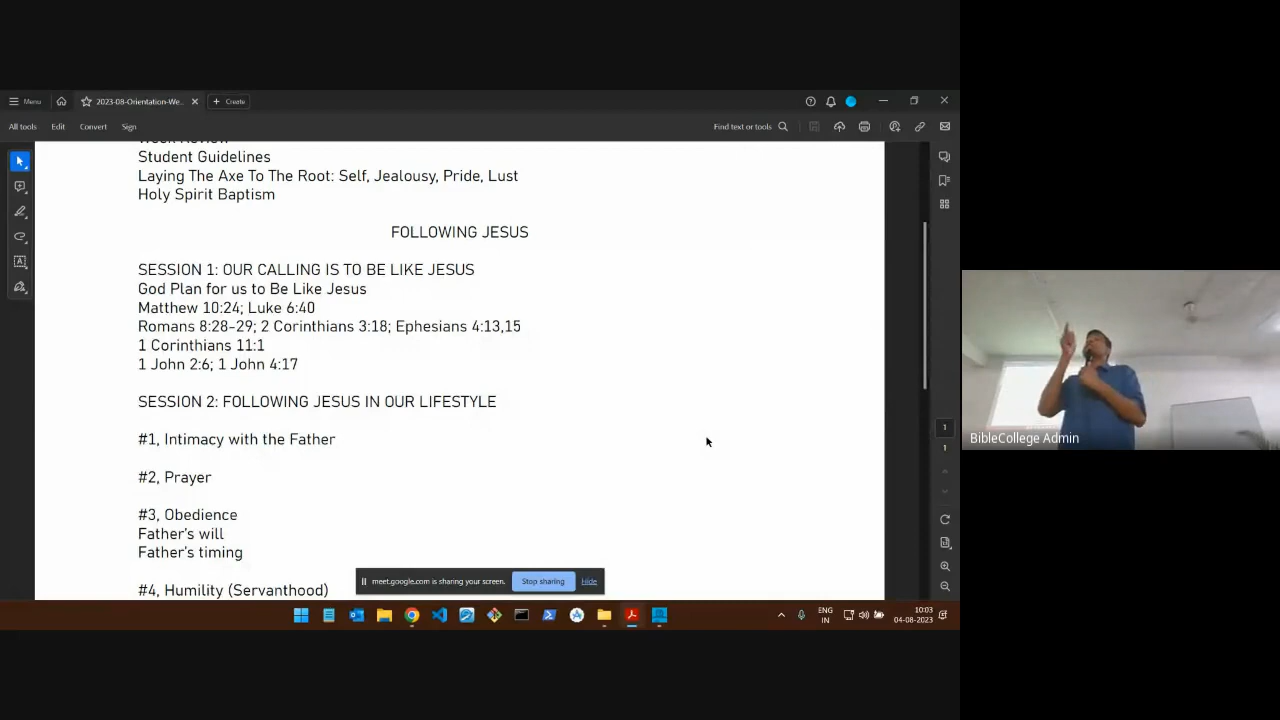 Menu
2023-08-Orientation-We...
Create
All tools
Edit
Convert
Sign
Find text or tools
Week Review
Student Guidelines
Laying The Axe To The Root: Self, Jealousy, Pride, Lust
Holy Spirit Baptism
FOLLOWING JESUS
SESSION 1: OUR CALLING IS TO BE LIKE JESUS
God Plan for us to Be Like Jesus
Matthew 10:24; Luke 6:40
Romans 8:28-29; 2 Corinthians 3:18; Ephesians 4:13,15
1 Corinthians 11:1
1 John 2:6; 1 John 4:17
SESSION 2: FOLLOWING JESUS IN OUR LIFESTYLE
#1, Intimacy with the Father
#2, Prayer
#3, Obedience
Father's will
Father's timing
#4, Humility (Servanthood)
1
1
meet.google.com is sharing your screen.
Stop sharing
Hide
ENG
IN
10:03
04-08-2023
BibleCollege Admin